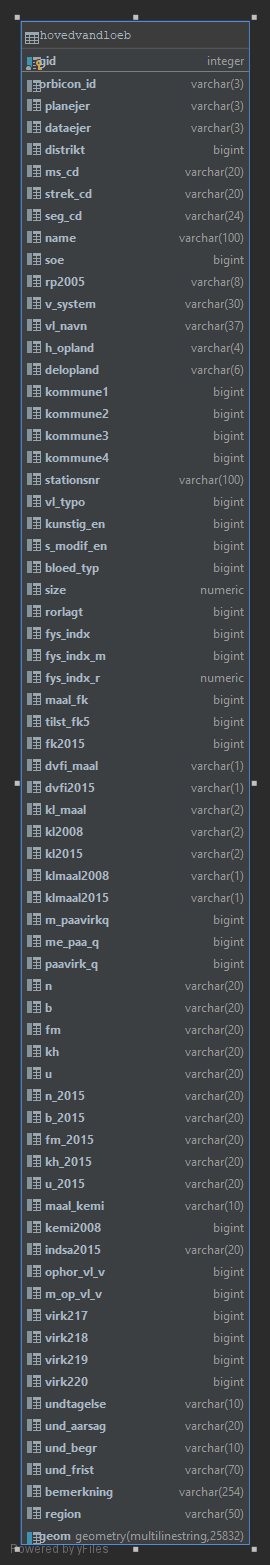 hovedvandloeb
gid integer
orbicon_id varchar(3)
planejer varchar(3)
dataejer varchar(3)
distrikt bigint
ms_cd varchar(20)
strek_cd varchar(20)
seg_cd varchar(24)
name varchar(100)
soe bigint
rp2005 varchar(8)
v_system varchar(30)
vl_navn varchar(37)
h_opland varchar(4)
delopland varchar(6)
kommune1 bigint
kommune2 bigint
kommune3 bigint
kommune4 bigint
stationsnr varchar(100)
vl_typo bigint
kunstig_en bigint
s_modif_en bigint
bloed_typ bigint
size numeric
rorlagt bigint
fys_indx bigint
fys_indx_m bigint
fys_indx_r numeric
maal_fk bigint
tilst_fk5 bigint
fk2015 bigint
dvfi_maal varchar(1)
dvfi2015 varchar(1)
kl_maal varchar(2)
kl2008 varchar(2)
kl2015 varchar(2)
klmaal2008 varchar(1)
klmaal2015 varchar(1)
m_paavirkq bigint
me_paa_q bigint
paavirk_q bigint
n varchar(20)
b varchar(20)
fm varchar(20)
kh varchar(20)
u varchar(20)
n_2015 varchar(20)
b_2015 varchar(20)
fm_2015 varchar(20)
kh_2015 varchar(20)
u_2015 varchar(20)
maal_kemi varchar(10)
kemi2008 bigint
indsa2015 varchar(20)
ophor_vl_v bigint
m_op_vl_v bigint
virk217 bigint
virk218 bigint
virk219 bigint
virk220 bigint
undtagelse varchar(10)
und_aarsag varchar(20)
und_begr varchar(10)
und_frist varchar(70)
bemerkning varchar(254)
region varchar(50)
geom geometry(multilinestring,25832)
Powered by yFiles